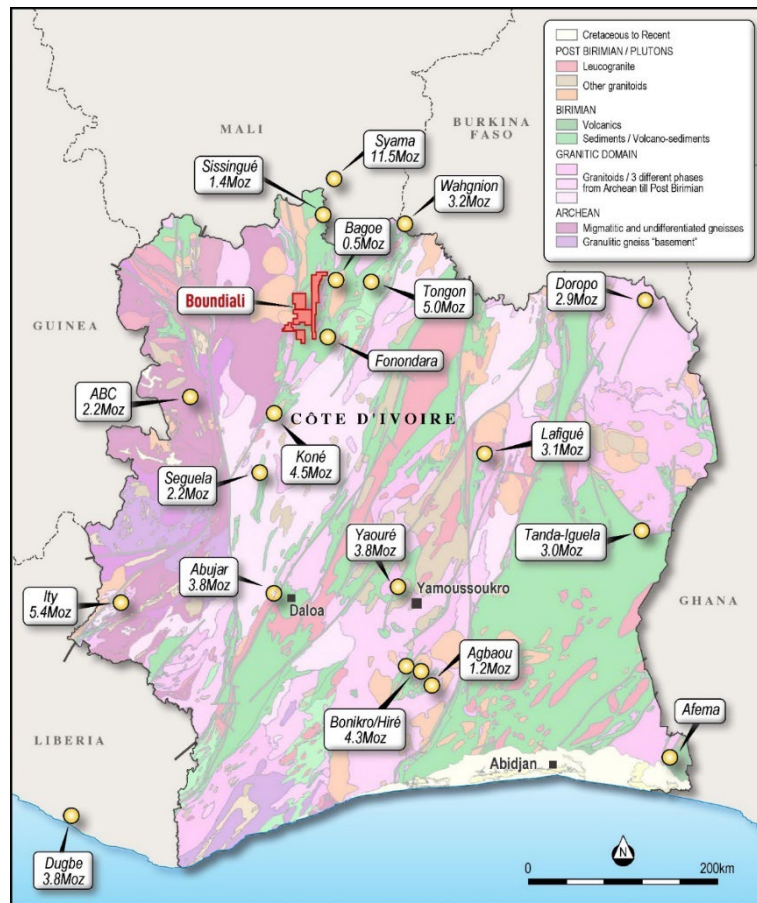 Cretaceous to Recent
POST BIRIMIAN / PLUTONS
Leucogranite
Other granitoids
BIRIMIAN
Volcanics
Sediments / Volcano-sediments
GRANITIC DOMAIN
Granitoids / 3 different phases
from Archean till Post Birimian
ARCHEAN
Migmatitic and undifferentiated gneisses
Granulitic gneiss "basement"
MALI
BURKINA
FASO
Syama
11.5Moz
Sissingué
1.4Moz
Wahgnion
3.2Moz
Bagoe
0.5Moz
Boundiali
Tongon
5.0Moz
Doropo
2.9Moz
GUINEA
Fonondara
ABC
2.2Moz
CÔTE D'IVOIRE
Koné
4.5Moz
Lafigué
3.1Moz
Seguela
2.2Moz
Yaouré
3.8Moz
Tanda-Iguela
3.0Moz
Abujar
3.8Moz
Yamoussoukro
Daloa
Ity
5.4Moz
GHANA
Agbaou
1.2Moz
Bonikro/Hiré
4.3Moz
Afema
LIBERIA
Abidjan
Dugbe
3.8Moz
N
0
200km